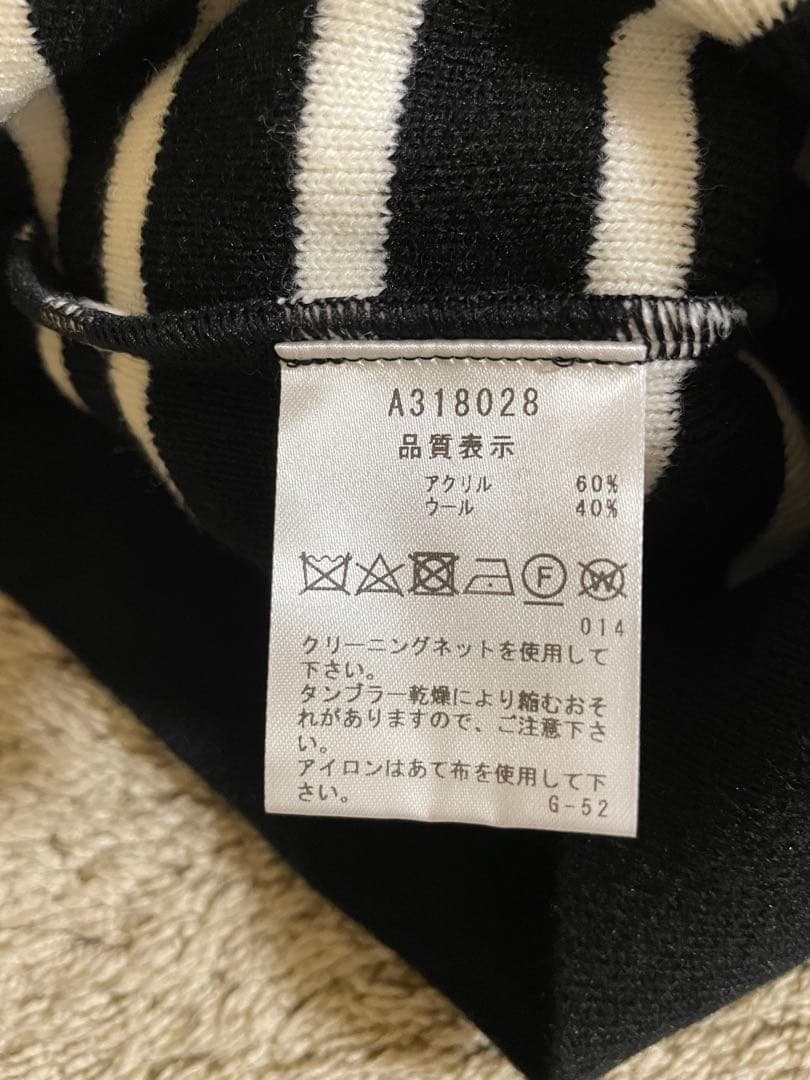 A318028
品質表示
アクリル 60%
ウール 40%
F W
014
クリーニングネットを使用して
下さい。
タンブラー乾燥により縮むおそ
れがありますので、ご注意下さ
い。
アイロンはあて布を使用して下
さい。 G-52